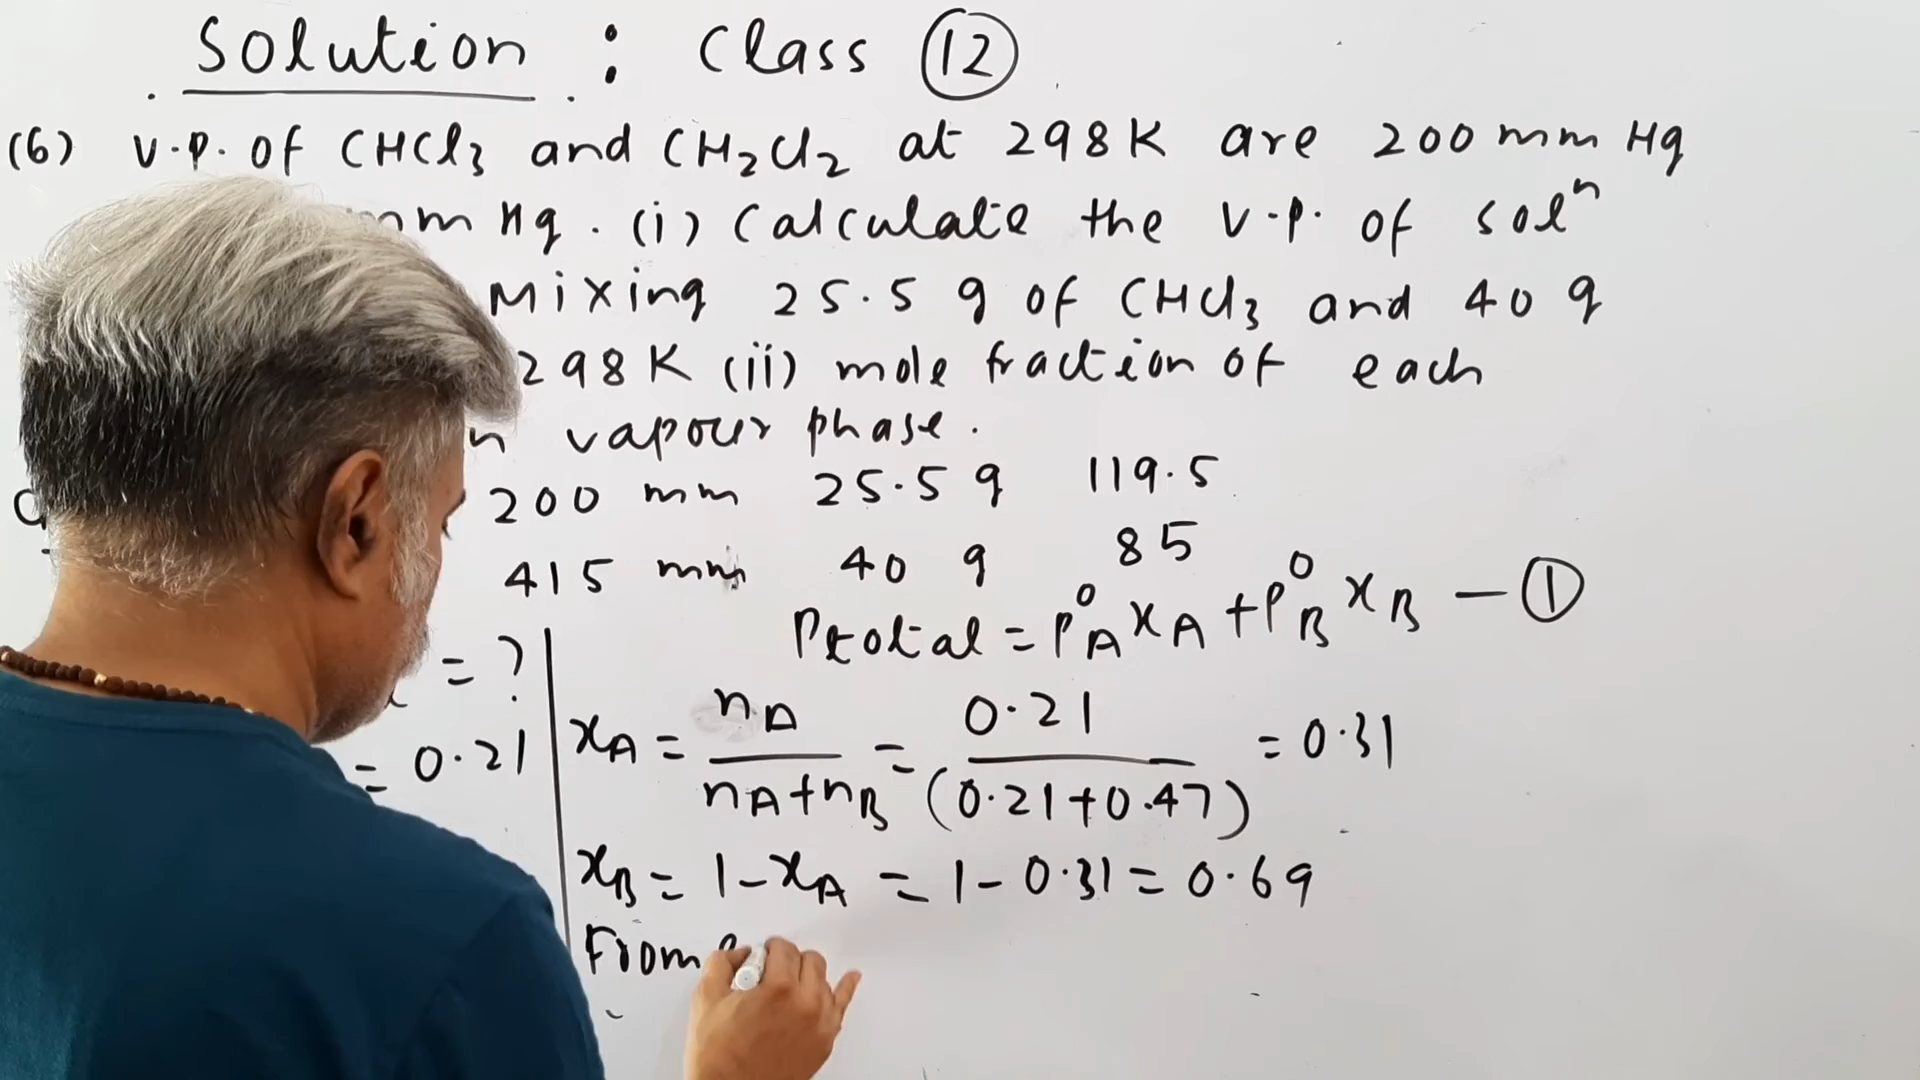 Solution : Class 12
(6) V.P. of CHCl3 and CH2Cl2 at 298K are 200 mm Hg
mm Hg. (i) Calculate the V.P. of solⁿ
Mixing 25.5 g of CHCl3 and 40 g
298K (ii) mole fraction of each
n vapour phase.
200 mm 25.5 g 119.5
415 mm 40 g 85
Ptotal = P⁰A xA + P⁰B xB — ①
= ?
= 0.21
xA = nA / nA+nB = 0.21 / (0.21+0.47) = 0.31
xB = 1-xA = 1-0.31 = 0.69
From